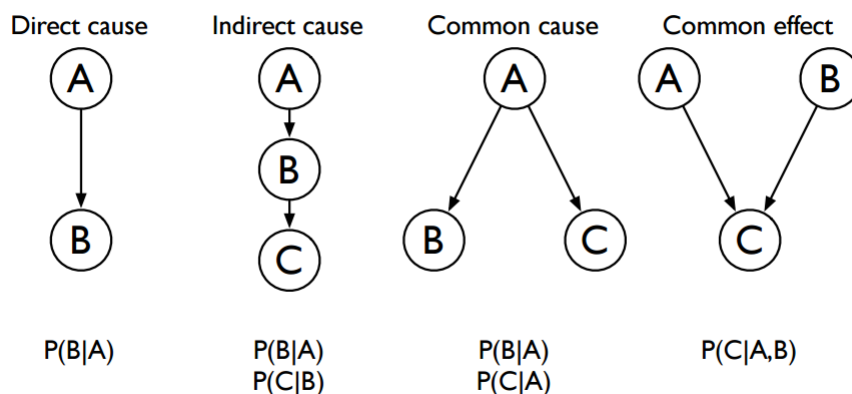 Direct cause
A
B
P(B|A)
Indirect cause
A
B
C
P(B|A)
P(C|B)
Common cause
A
B
C
P(B|A)
P(C|A)
Common effect
A
B
C
P(C|A,B)